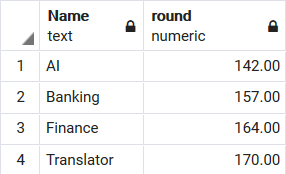 Name round
text numeric
1 AI 142.00
2 Banking 157.00
3 Finance 164.00
4 Translator 170.00